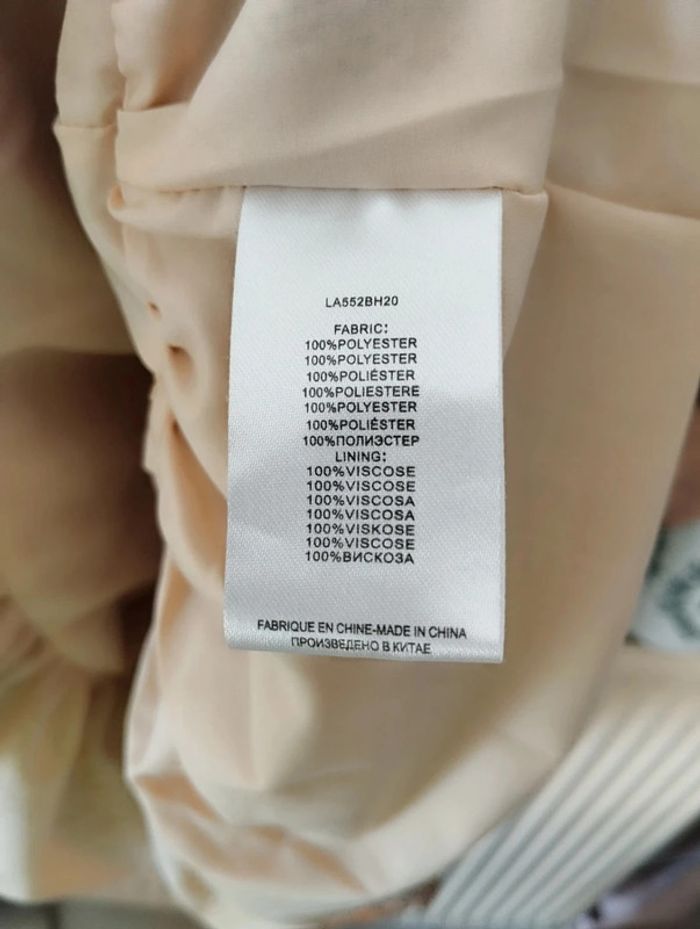 LA552BH20
FABRIC:
100%POLYESTER
100%POLYESTER
100%POLIÉSTER
100%POLIESTERE
100%POLYESTER
100%POLIÉSTER
100%ПОЛИЭСТЕР
LINING:
100%VISCOSE
100%VISCOSE
100%VISCOSA
100%VISCOSA
100%VISKOSE
100%VISCOSE
100%ВИСКОЗА
FABRIQUE EN CHINE-MADE IN CHINA
ПРОИЗВЕДЕНО В КИТАЕ